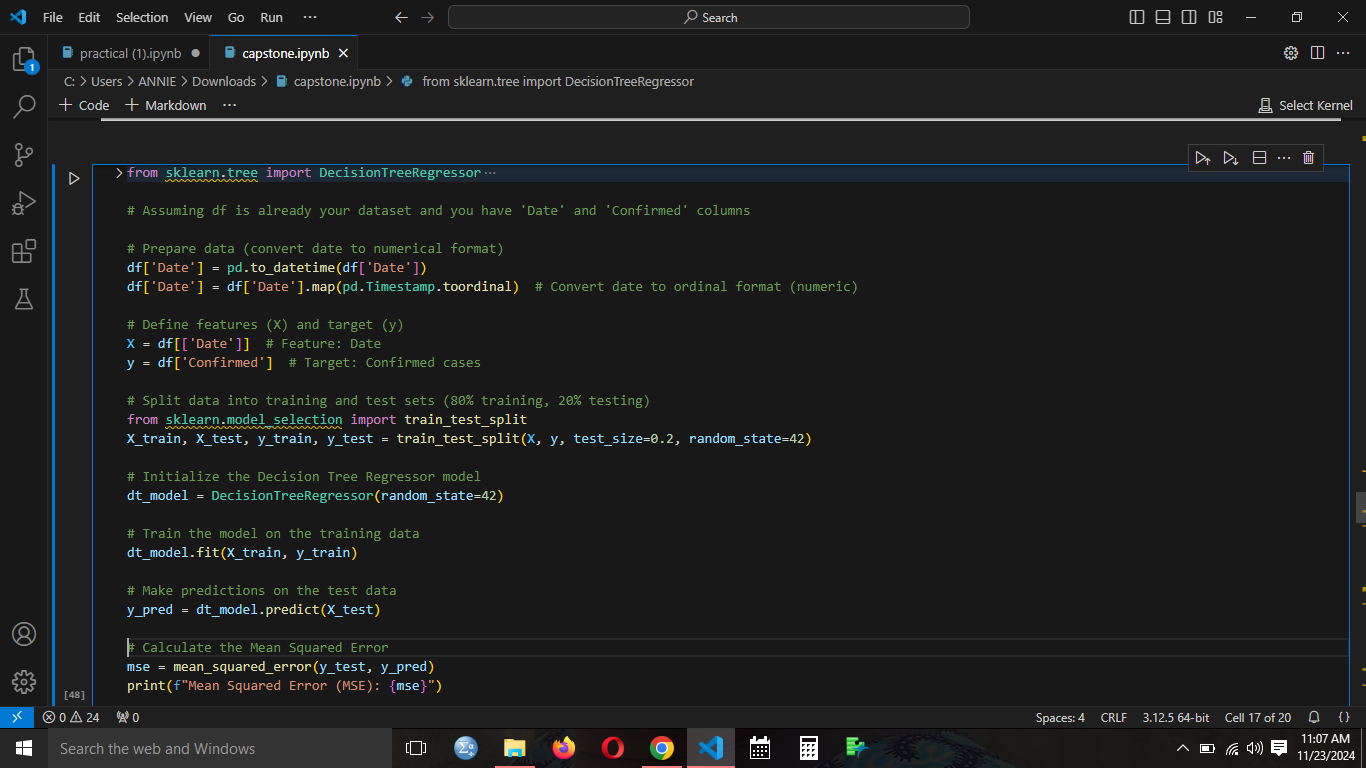 File Edit Selection View Go Run ··· Search
practical (1).ipynb capstone.ipynb
C: > Users > ANNIE > Downloads > capstone.ipynb > from sklearn.tree import DecisionTreeRegressor
+ Code + Markdown ··· Select Kernel
from sklearn.tree import DecisionTreeRegressor ···
# Assuming df is already your dataset and you have 'Date' and 'Confirmed' columns
# Prepare data (convert date to numerical format)
df['Date'] = pd.to_datetime(df['Date'])
df['Date'] = df['Date'].map(pd.Timestamp.toordinal)  # Convert date to ordinal format (numeric)
# Define features (X) and target (y)
X = df[['Date']]  # Feature: Date
y = df['Confirmed']  # Target: Confirmed cases
# Split data into training and test sets (80% training, 20% testing)
from sklearn.model_selection import train_test_split
X_train, X_test, y_train, y_test = train_test_split(X, y, test_size=0.2, random_state=42)
# Initialize the Decision Tree Regressor model
dt_model = DecisionTreeRegressor(random_state=42)
# Train the model on the training data
dt_model.fit(X_train, y_train)
# Make predictions on the test data
y_pred = dt_model.predict(X_test)
# Calculate the Mean Squared Error
mse = mean_squared_error(y_test, y_pred)
print(f"Mean Squared Error (MSE): {mse}")
[48]
0 24 0 Spaces: 4 CRLF 3.12.5 64-bit Cell 17 of 20 {}
Search the web and Windows
11:07 AM
11/23/2024
1